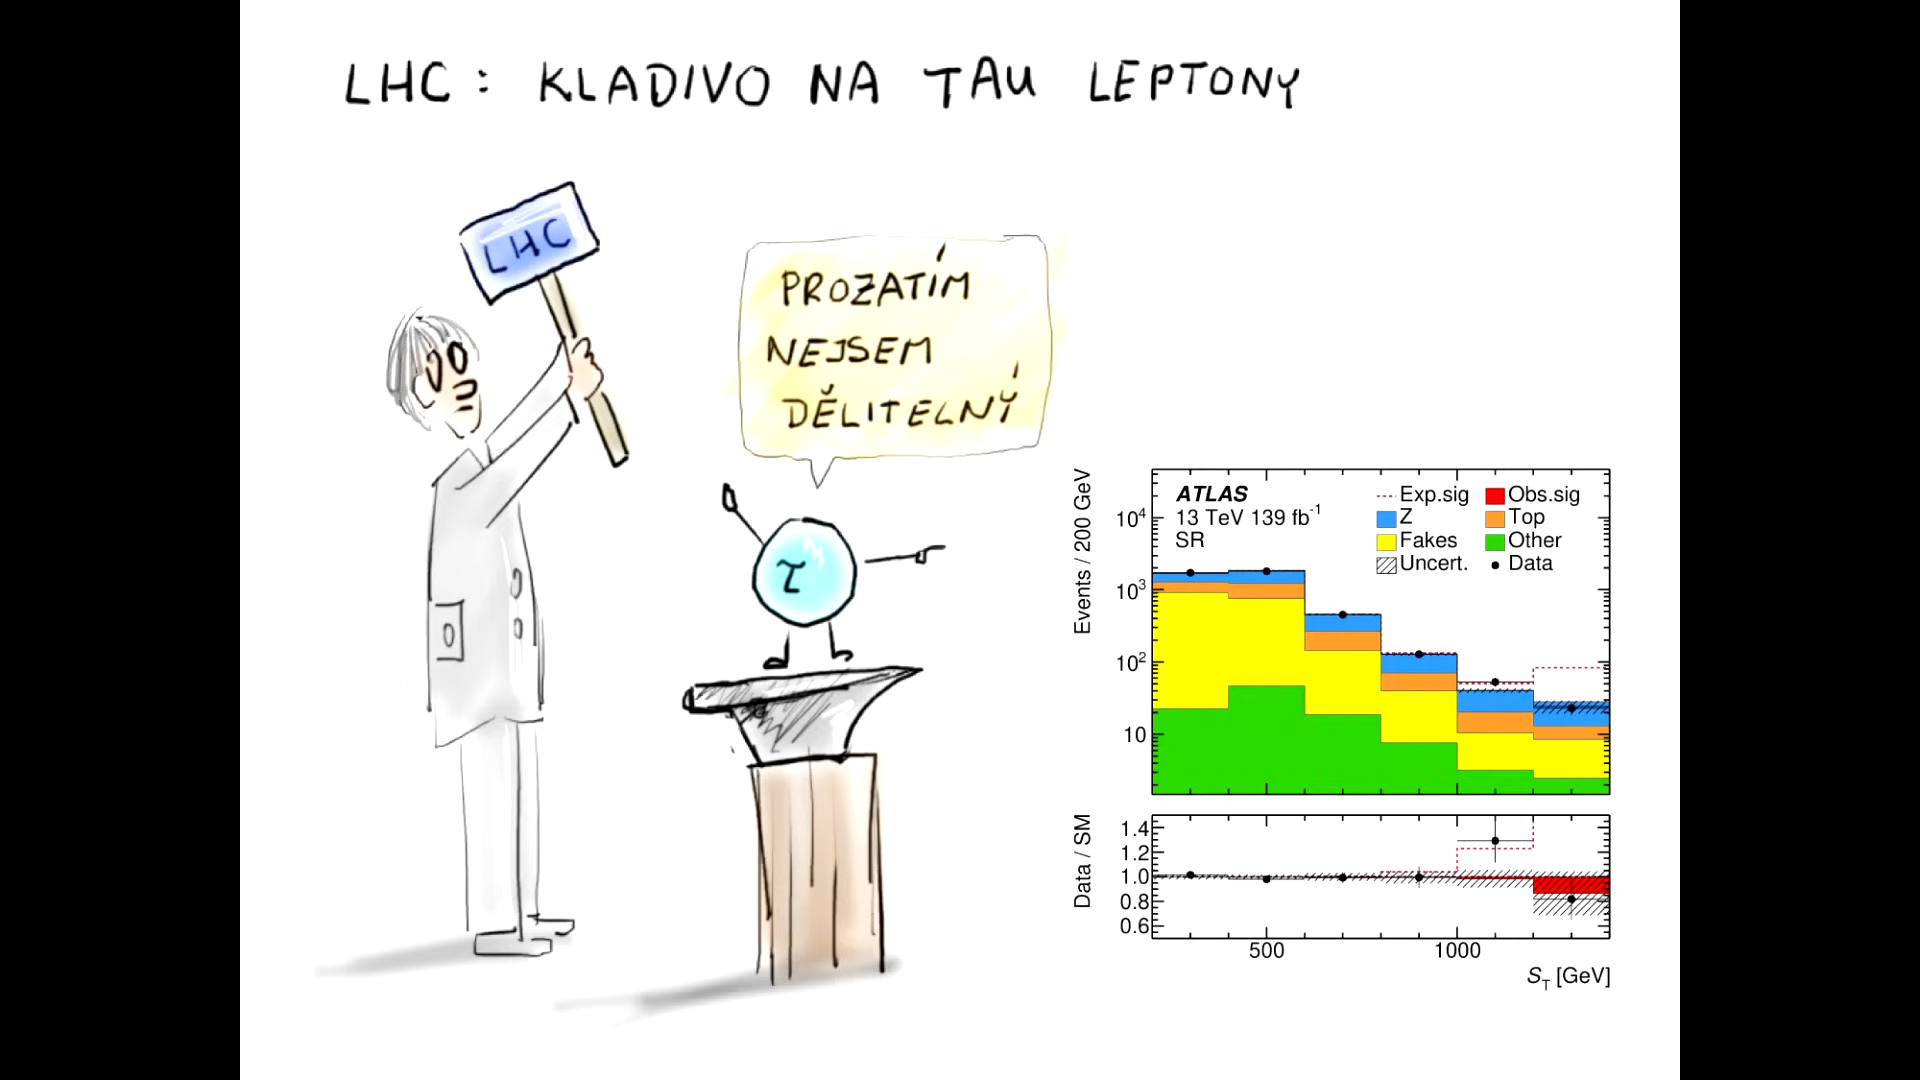 LHC : KLADIVO NA TAU LEPTONY
LHC
PROZATÍM
NEJSEM
DĚLITELNÝ
τ
Events / 200 GeV
ATLAS
13 TeV 139 fb⁻¹
SR
Exp.sig
Obs.sig
Z
Top
Fakes
Other
Uncert.
Data
10⁴
10³
10²
10
Data / SM
1.4
1.2
1.0
0.8
0.6
500 1000
S_T [GeV]